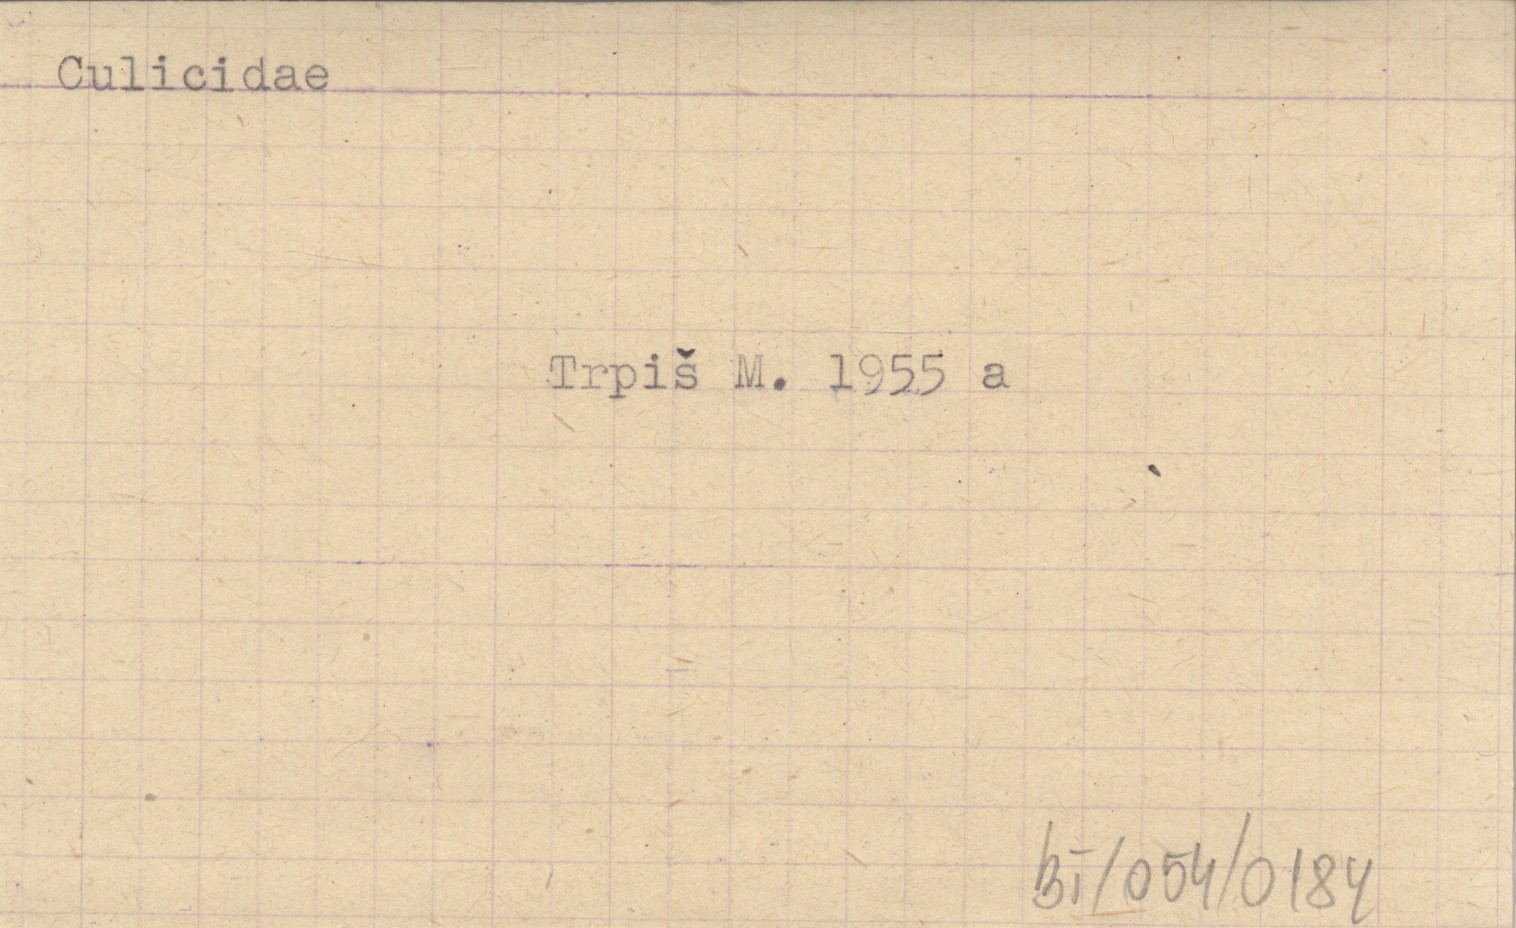 Culicidae
Trpiš M. 1955 a
BI/054/0184